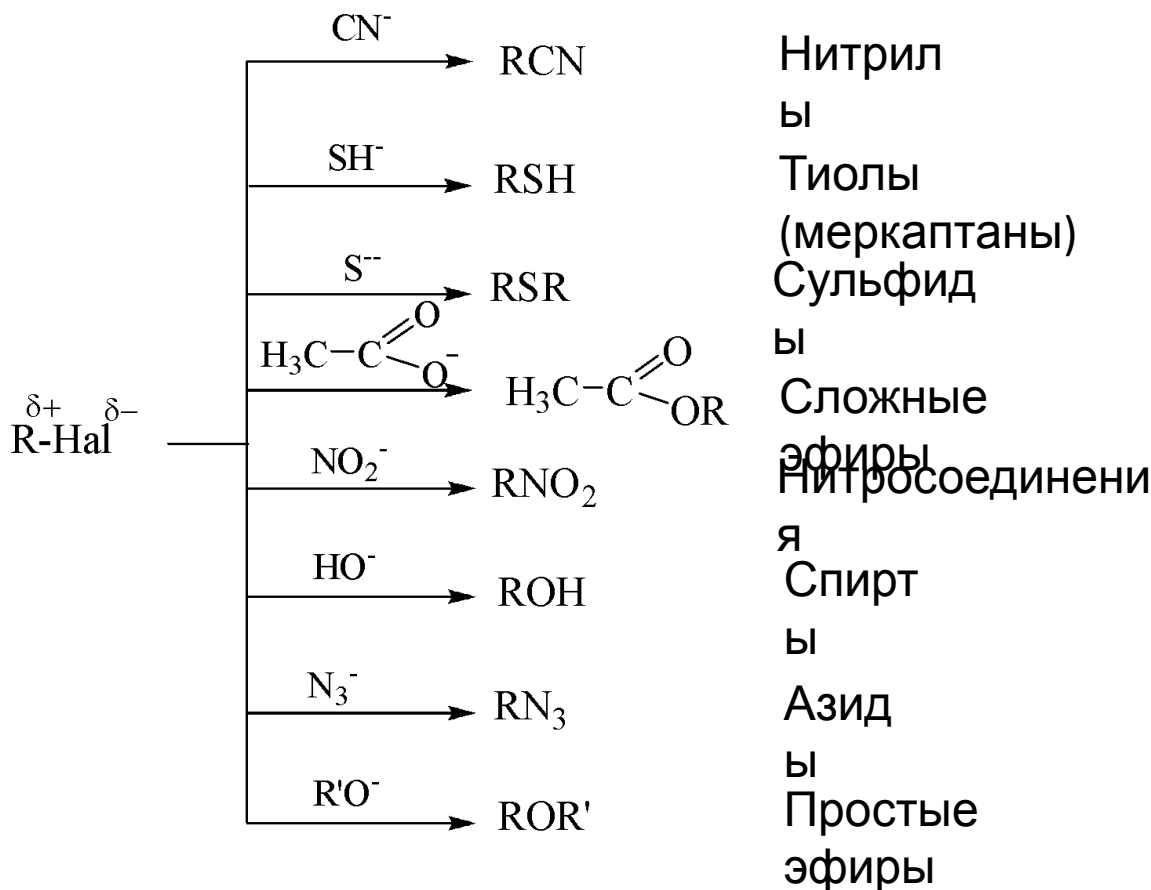 CN⁻
RCN
Нитрил
ы
SH⁻
RSH
Тиолы
(меркаптаны)
S⁻⁻
RSR
Сульфид
ы
O
H₃C-C
O⁻
O
H₃C-C
OR
Сложные
эфиры
δ+ δ−
R-Hal
NO₂⁻
RNO₂
Нитросоединени
я
HO⁻
ROH
Спирт
ы
N₃⁻
RN₃
Азид
ы
R'O⁻
ROR'
Простые
эфиры